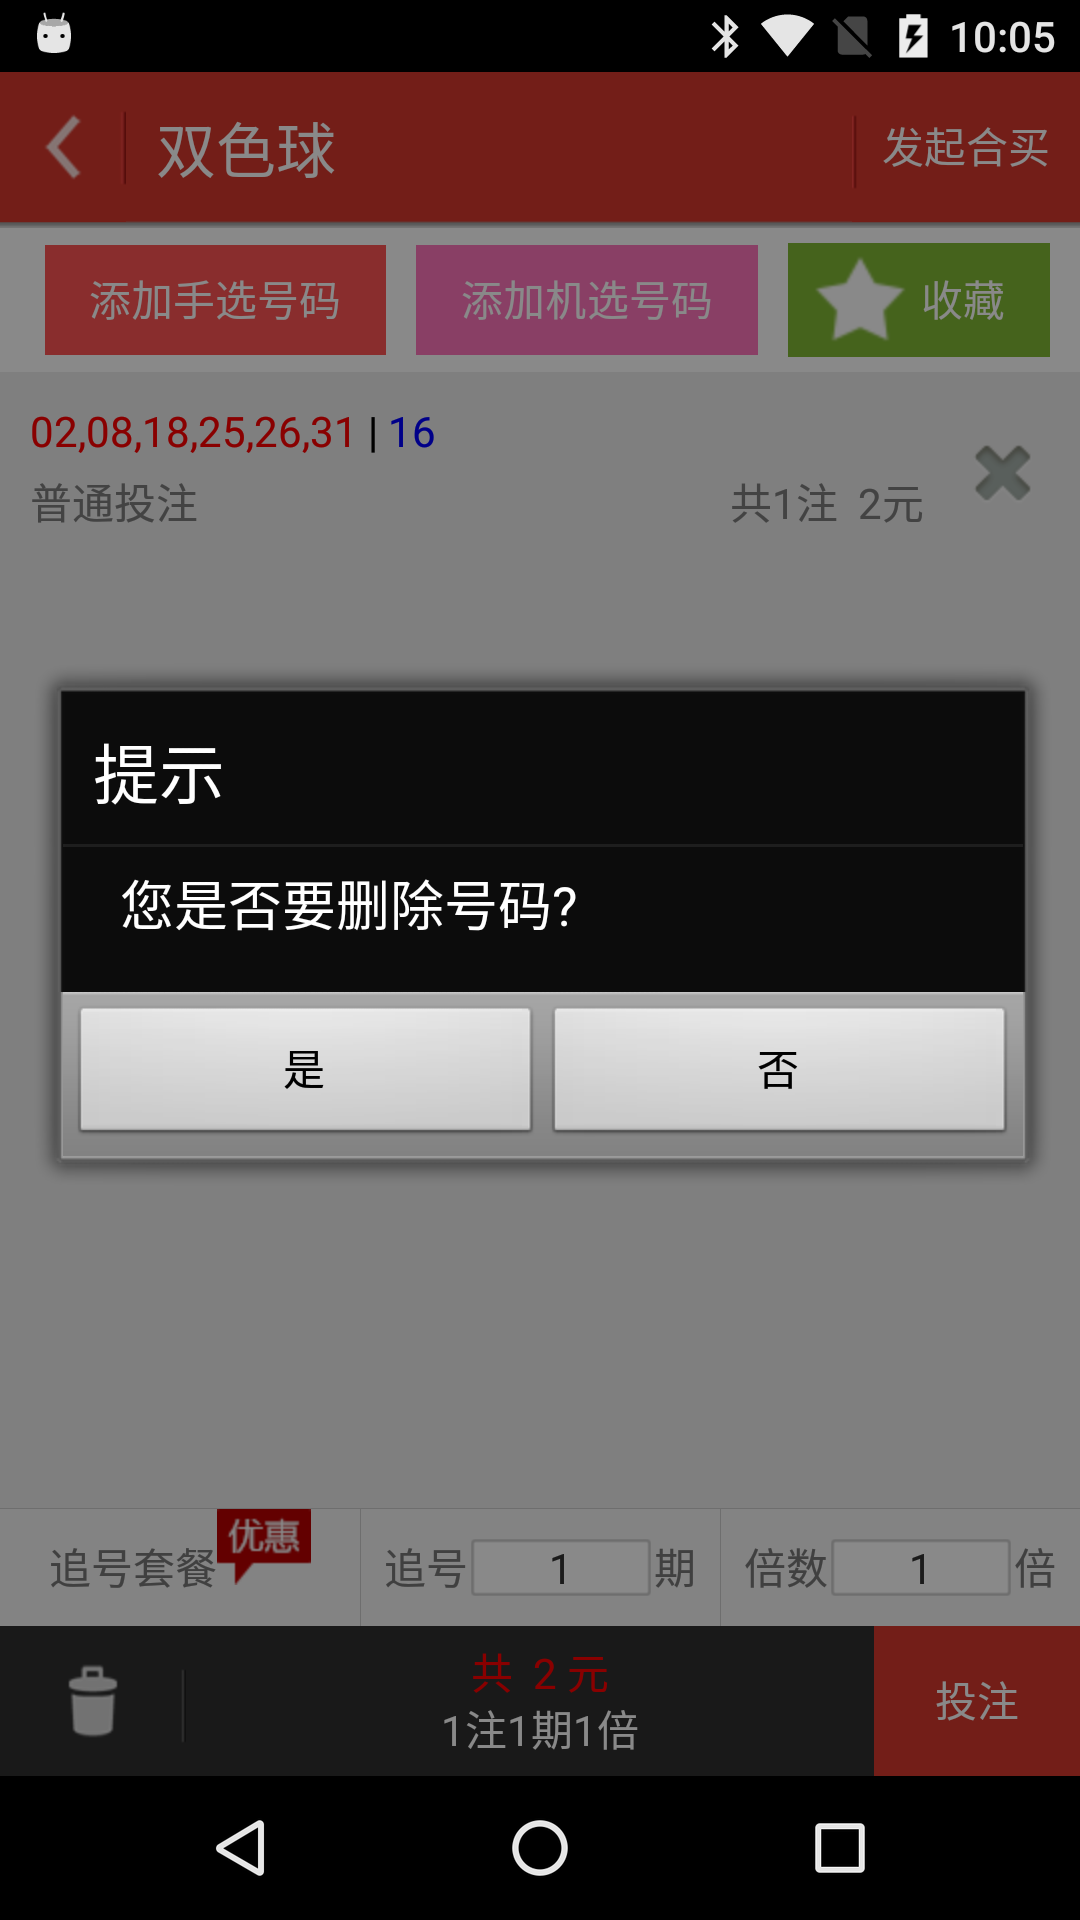 10:05
双色球
发起合买
添加手选号码
添加机选号码
收藏
02,08,18,25,26,31 | 16
普通投注
共1注 2元
提示
您是否要删除号码?
是
否
追号套餐
优惠
追号 1 期
倍数 1 倍
共 2 元
1注1期1倍
投注